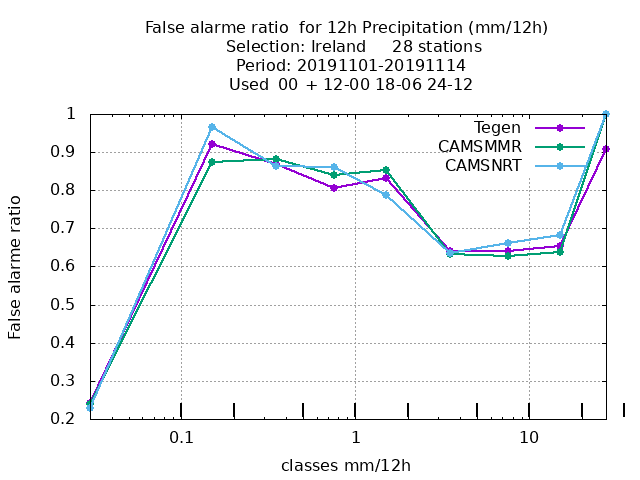 False alarme ratio  for 12h Precipitation (mm/12h)
Selection: Ireland     28 stations
Period: 20191101-20191114
Used  00 + 12-00 18-06 24-12
Tegen
CAMSMMR
CAMSNRT
1
0.9
0.8
0.7
0.6
0.5
0.4
0.3
0.2
False alarme ratio
0.1
1
10
classes mm/12h